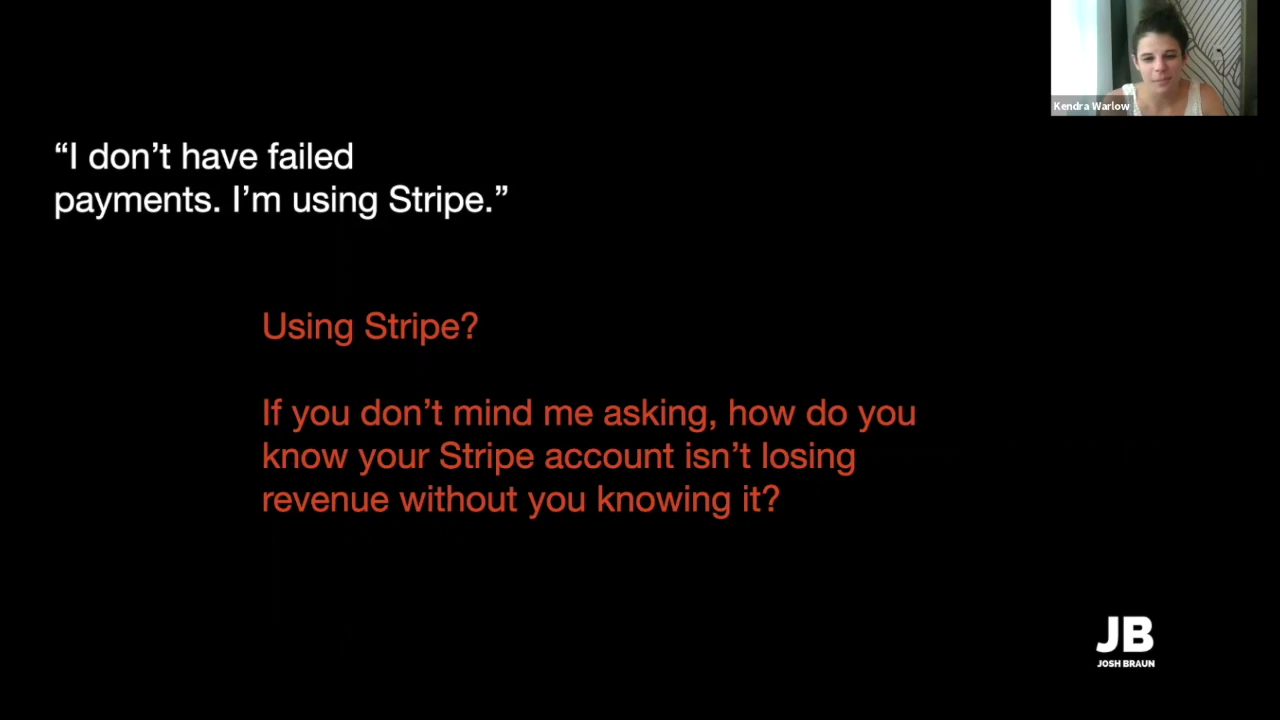 Kendra Warlow
“I don’t have failed
payments. I’m using Stripe.”
Using Stripe?
If you don’t mind me asking, how do you
know your Stripe account isn’t losing
revenue without you knowing it?
JB
JOSH BRAUN